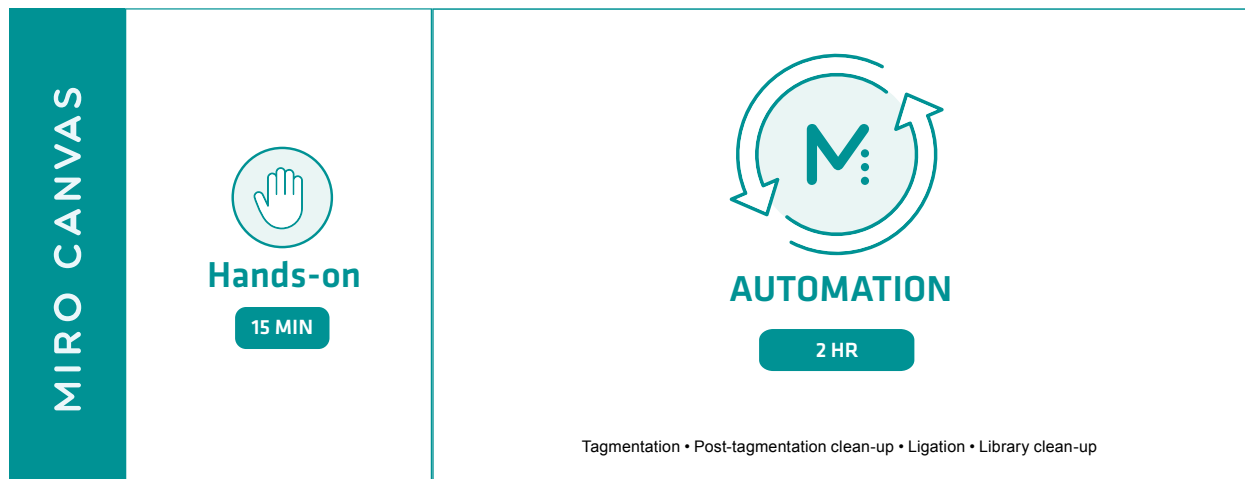 MIRO CANVAS
Hands-on
15 MIN
M
AUTOMATION
2 HR
Tagmentation • Post-tagmentation clean-up • Ligation • Library clean-up